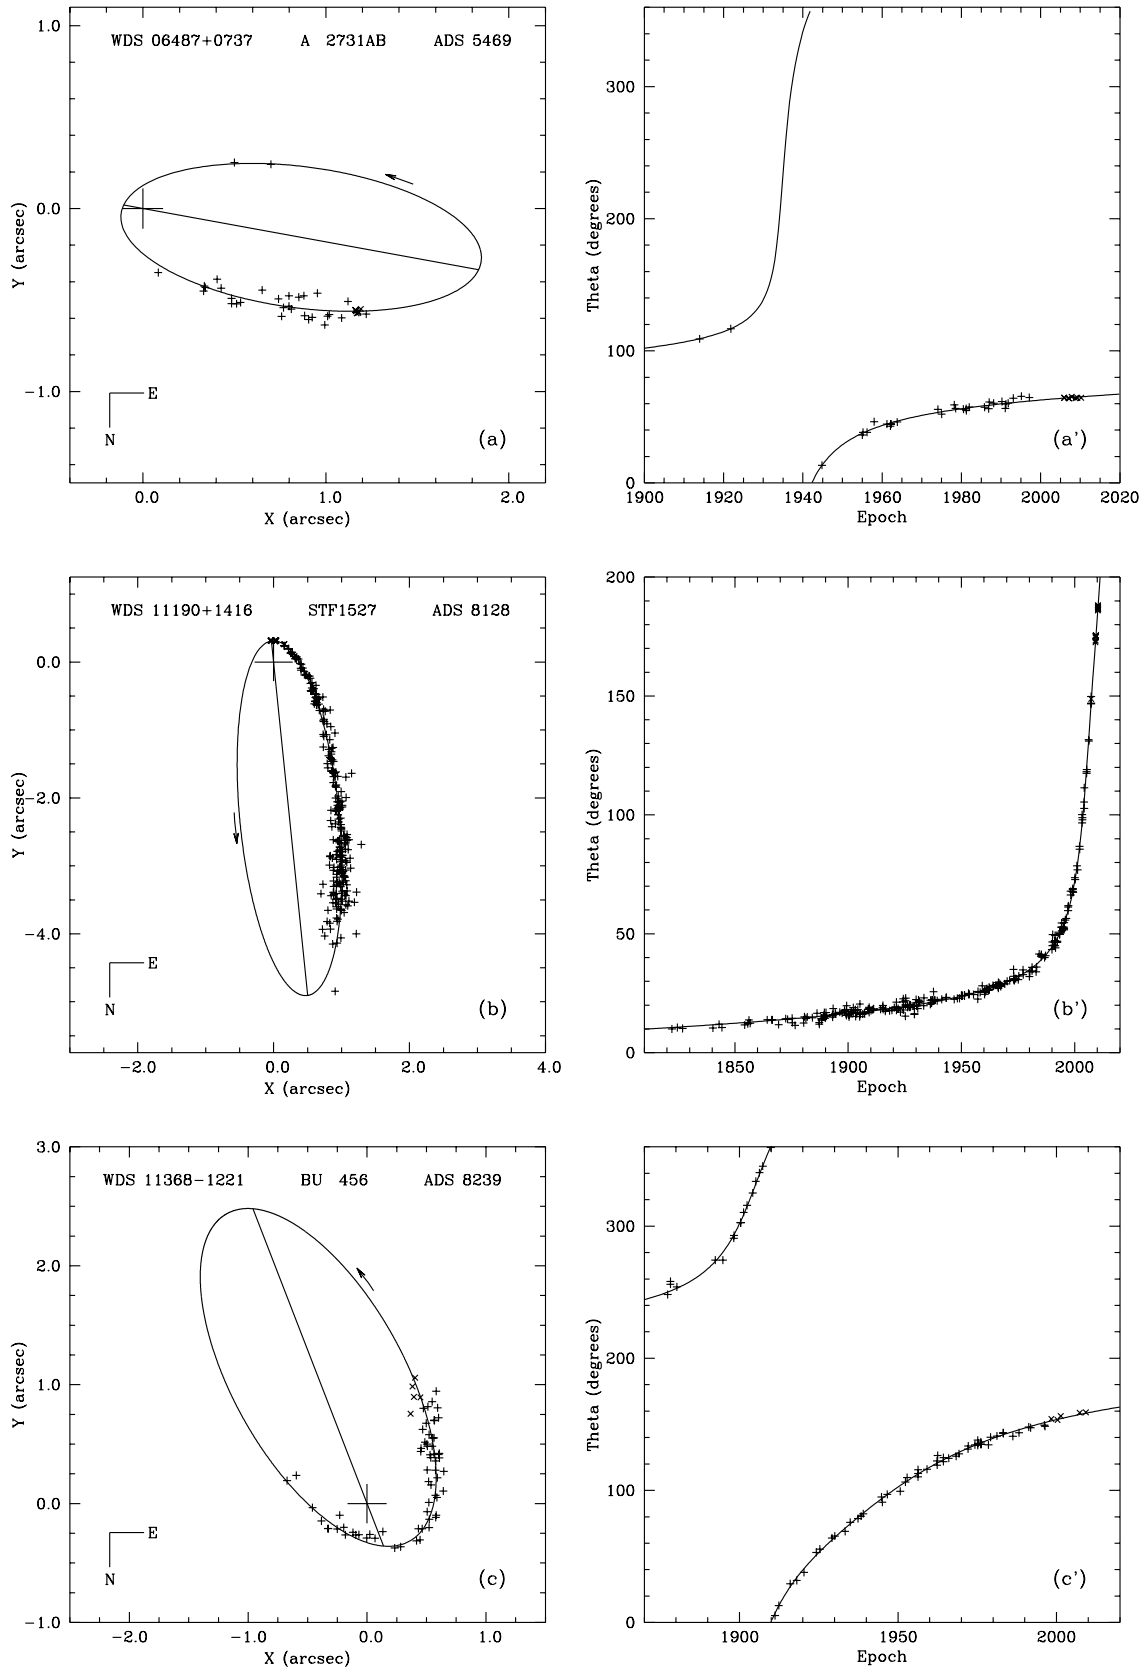 WDS 06487+0737 A 2731AB ADS 5469
1.0
0.0
-1.0
Y (arcsec)
E
N
(a)
0.0 1.0 2.0
X (arcsec)
300
200
100
0
Theta (degrees)
(a')
1900 1920 1940 1960 1980 2000 2020
Epoch
WDS 11190+1416 STF1527 ADS 8128
0.0
-2.0
-4.0
Y (arcsec)
E
N
(b)
-2.0 0.0 2.0 4.0
X (arcsec)
200
150
100
50
0
Theta (degrees)
(b')
1850 1900 1950 2000
Epoch
WDS 11368-1221 BU 456 ADS 8239
3.0
2.0
1.0
0.0
-1.0
Y (arcsec)
E
N
(c)
-2.0 -1.0 0.0 1.0
X (arcsec)
300
200
100
0
Theta (degrees)
(c')
1900 1950 2000
Epoch